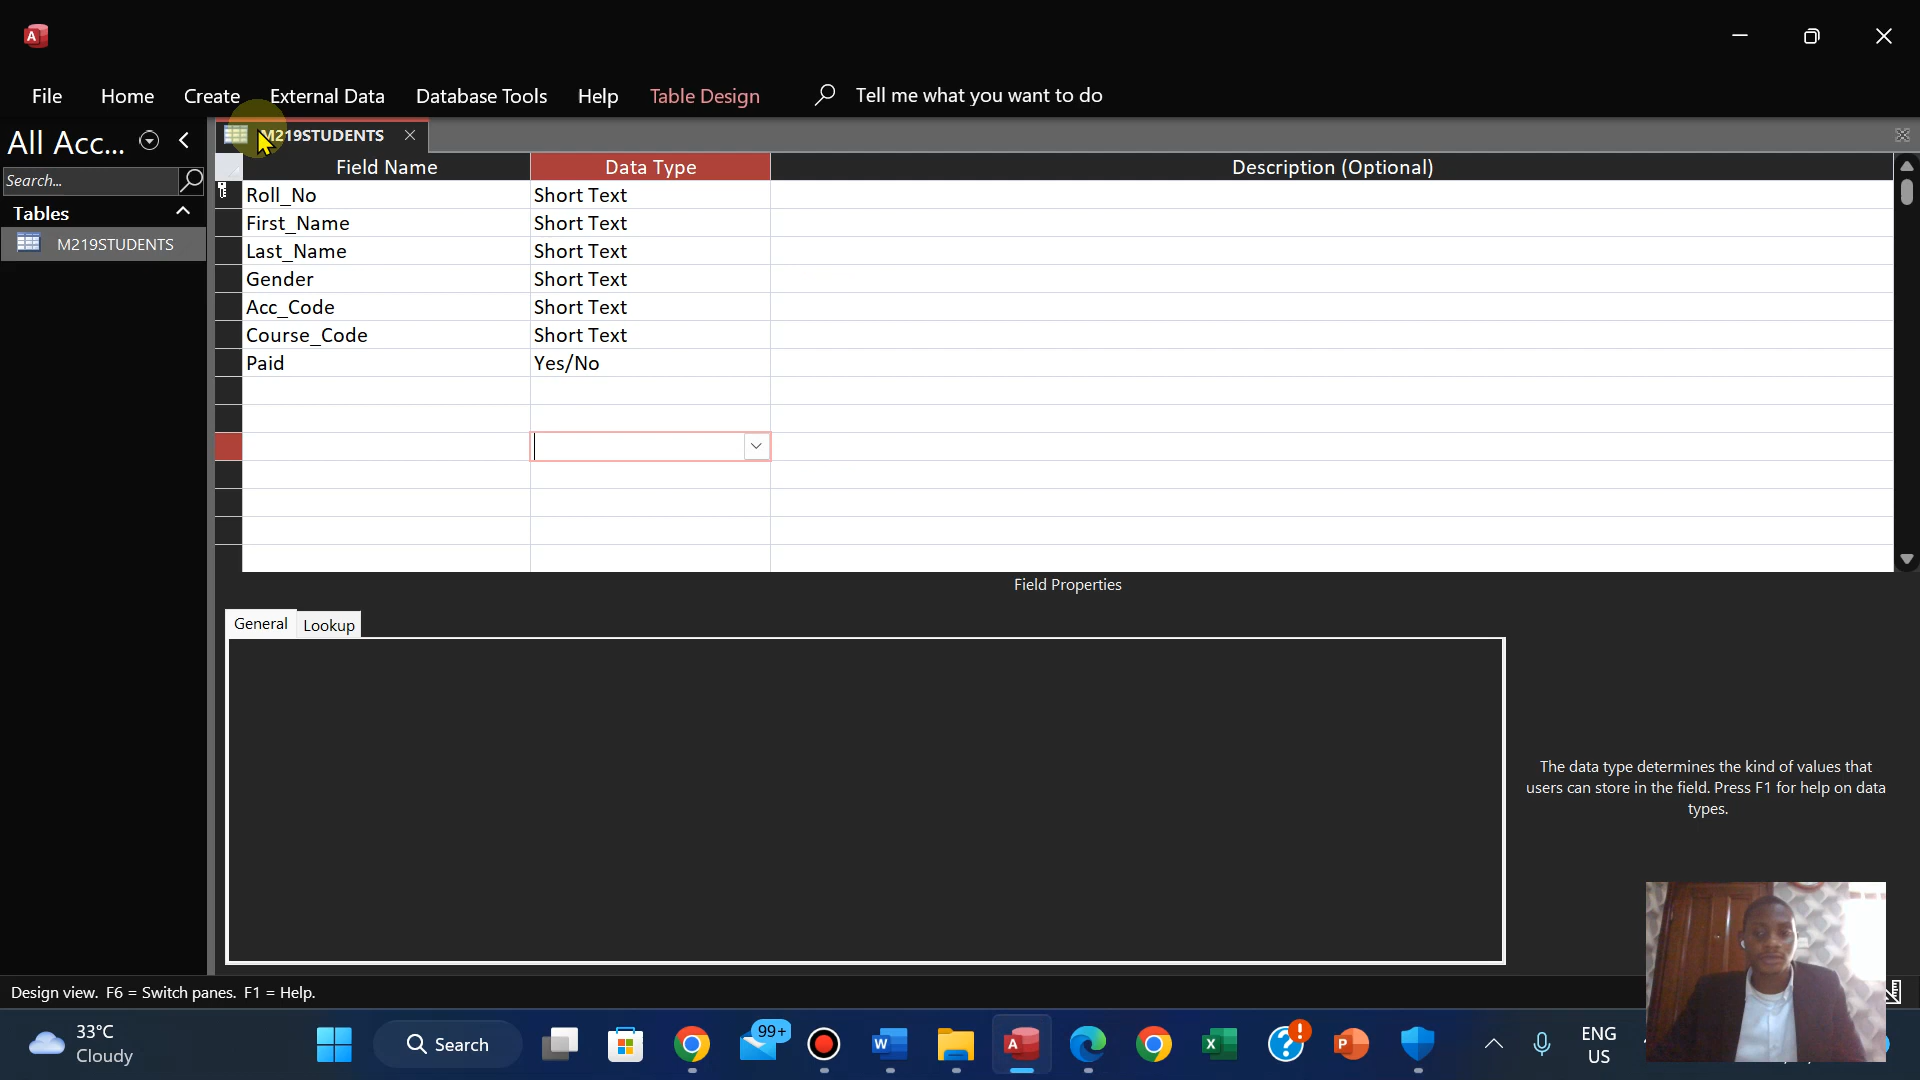 A
File Home Create External Data Database Tools Help Table Design Tell me what you want to do
All Acc...
M219STUDENTS
Search...
Tables
M219STUDENTS
Field Name Data Type Description (Optional)
Roll_No Short Text
First_Name Short Text
Last_Name Short Text
Gender Short Text
Acc_Code Short Text
Course_Code Short Text
Paid Yes/No
Field Properties
General Lookup
The data type determines the kind of values that
users can store in the field. Press F1 for help on data
types.
Design view. F6 = Switch panes. F1 = Help.
33°C
Cloudy
Search
99+
W
A
X
?
!
P
ENG
US